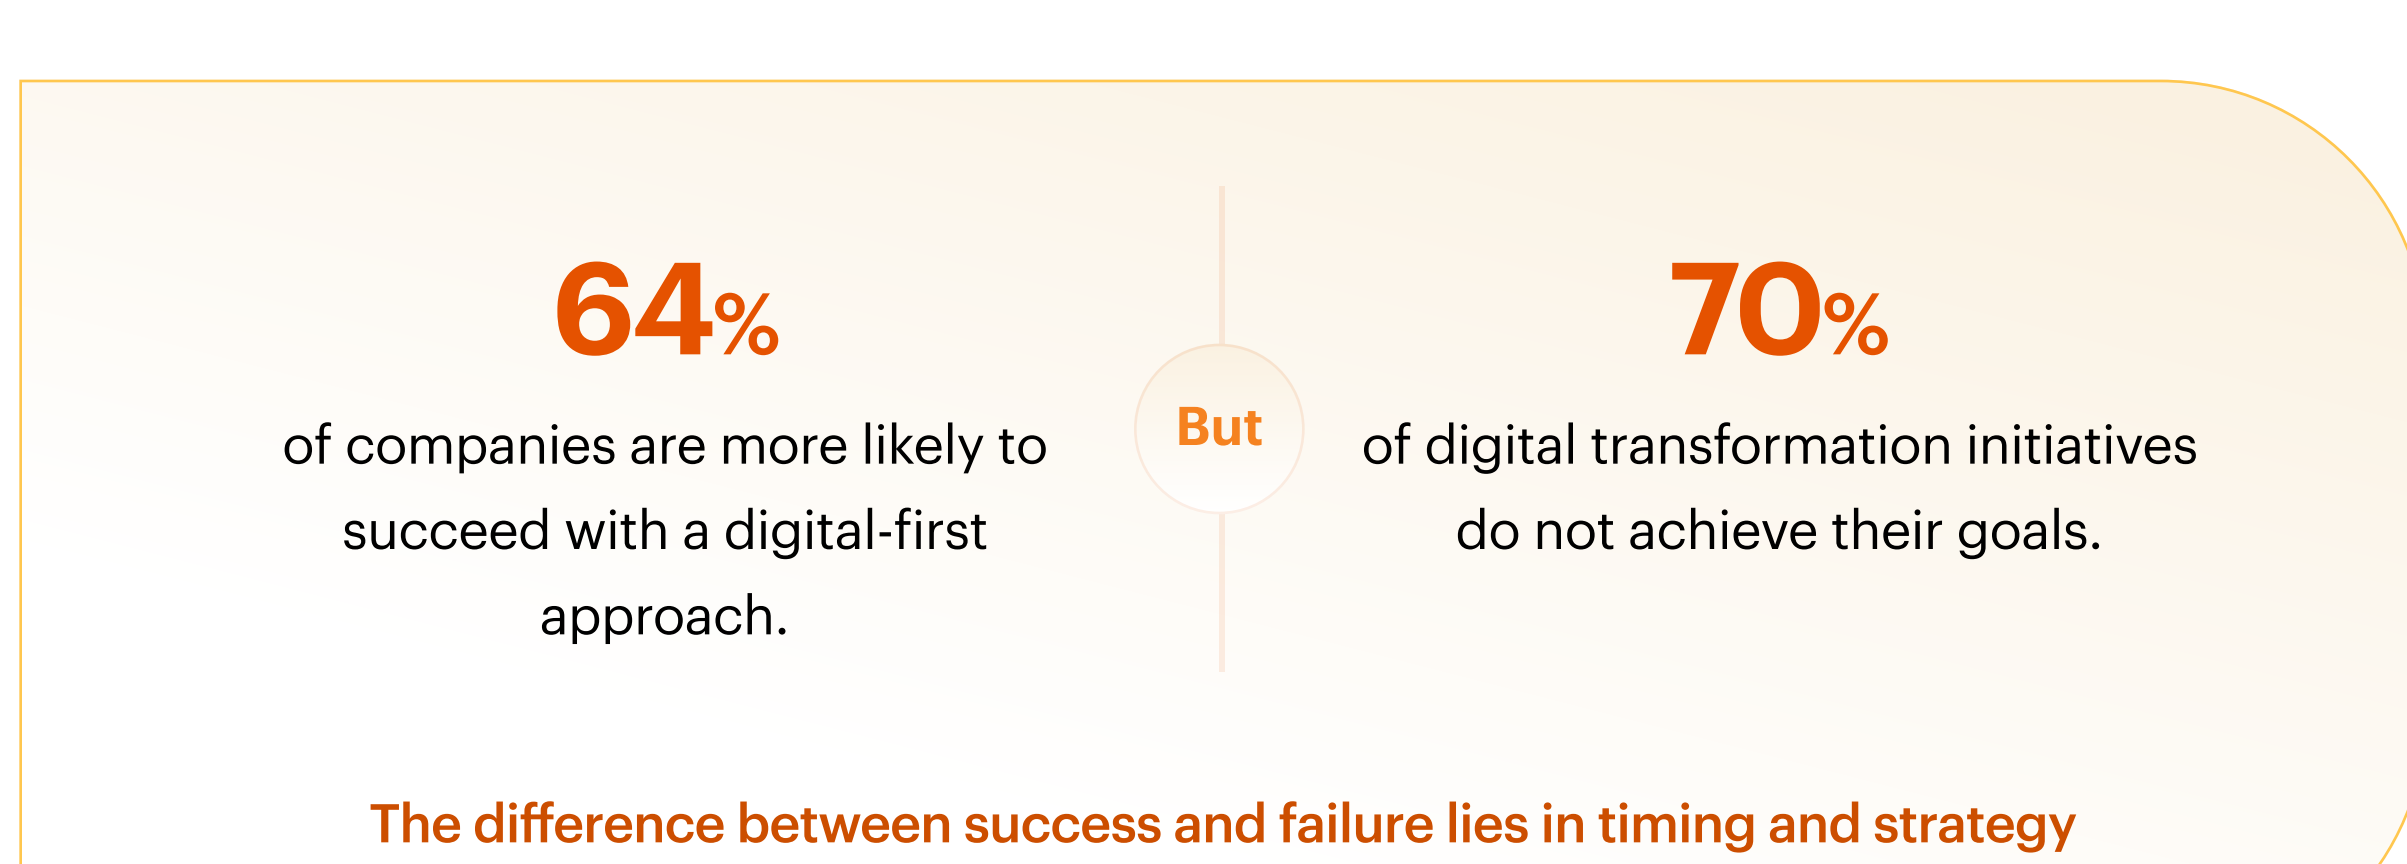 64%
of companies are more likely to
succeed with a digital-first
approach.
But
70%
of digital transformation initiatives
do not achieve their goals.
The difference between success and failure lies in timing and strategy